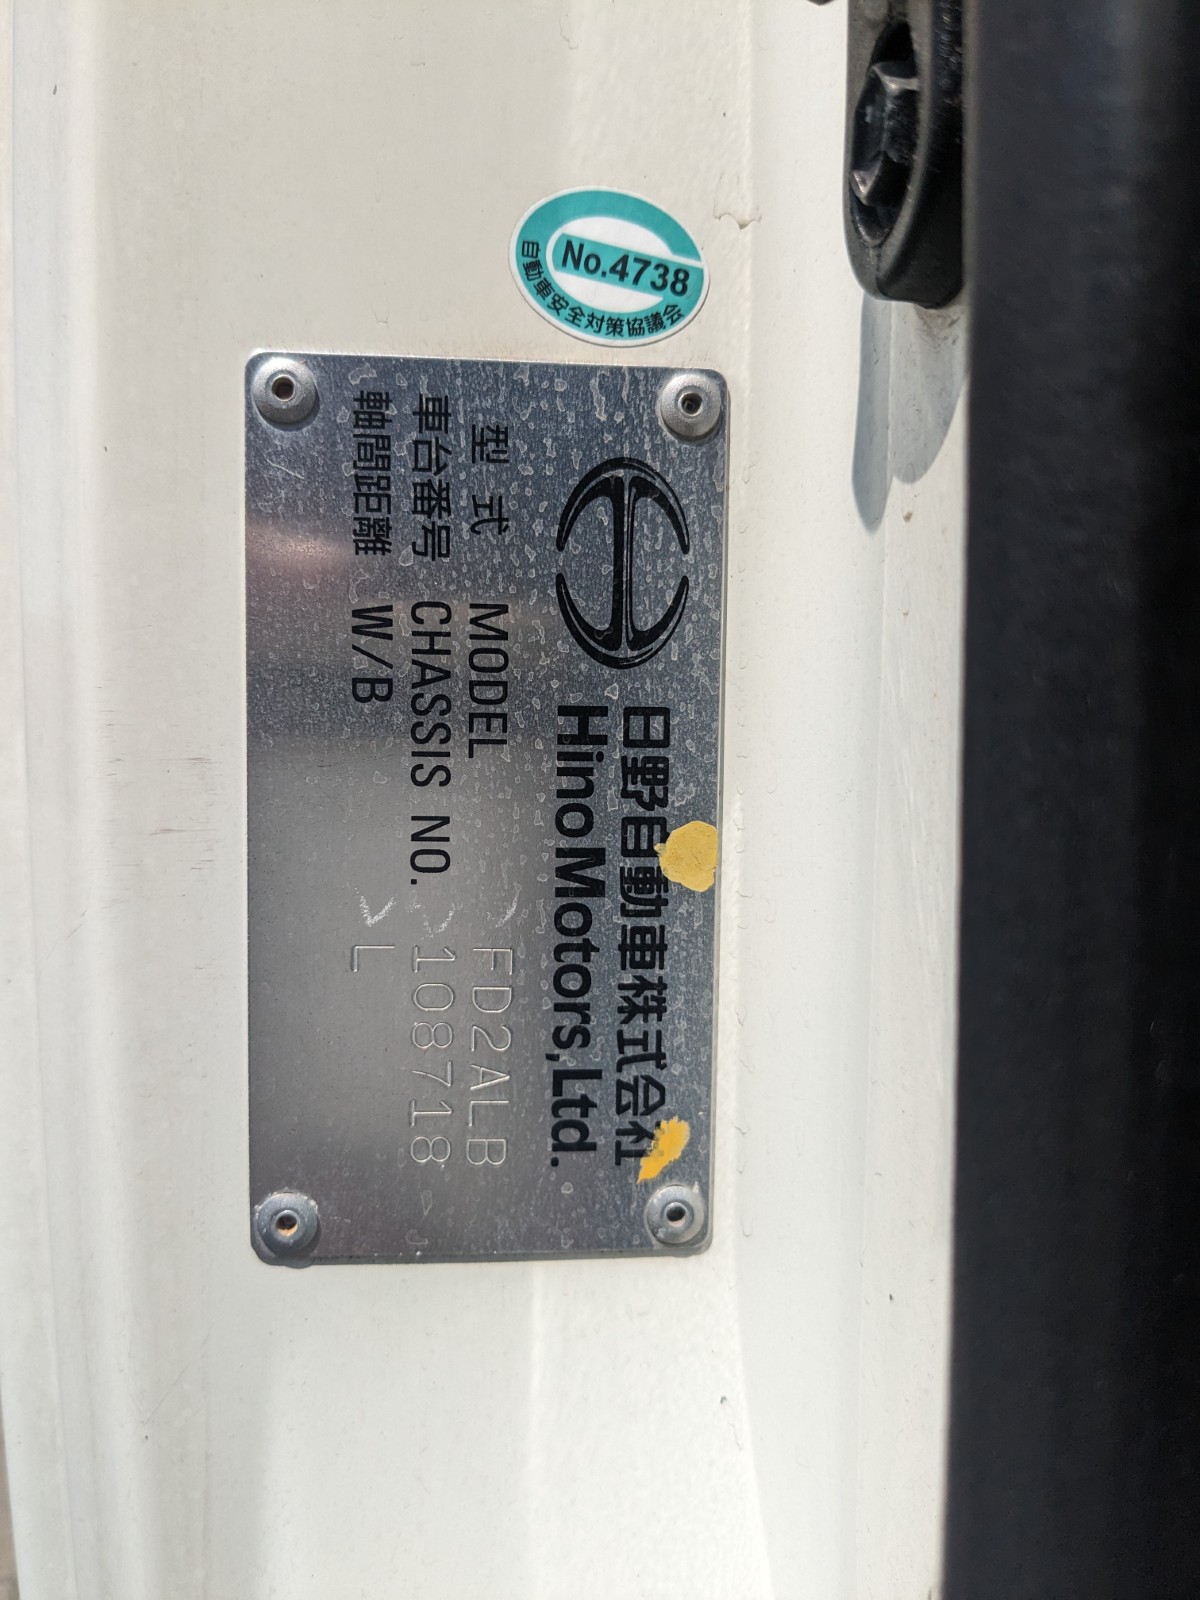 No.4738
自動車安全対策協議会
日野自動車株式会社
Hino Motors,Ltd.
型式 MODEL FD2ALB
車台番号 CHASSIS NO. 108718
軸間距離 W/B L